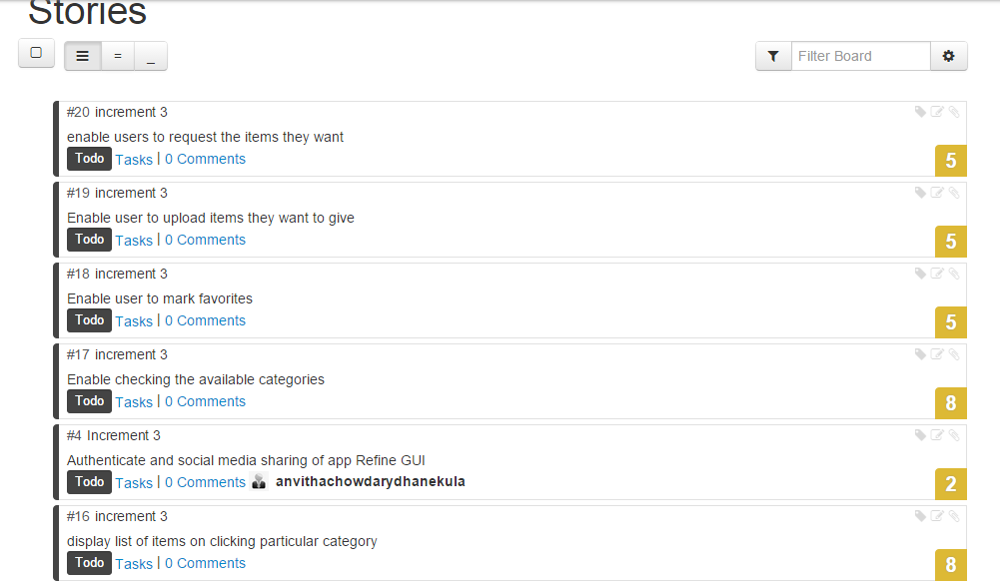 Stories
Filter Board
#20 increment 3
enable users to request the items they want
Todo Tasks | 0 Comments
5
#19 increment 3
Enable user to upload items they want to give
Todo Tasks | 0 Comments
5
#18 increment 3
Enable user to mark favorites
Todo Tasks | 0 Comments
5
#17 increment 3
Enable checking the available categories
Todo Tasks | 0 Comments
8
#4 Increment 3
Authenticate and social media sharing of app Refine GUI
Todo Tasks | 0 Comments anvithachowdarydhanekula
2
#16 increment 3
display list of items on clicking particular category
Todo Tasks | 0 Comments
8